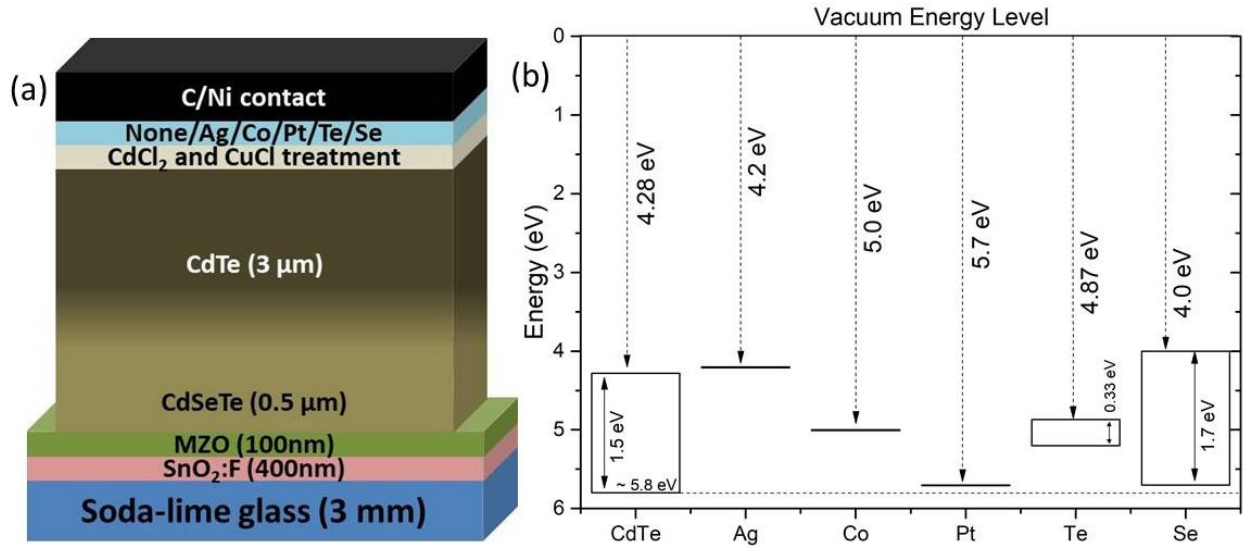 (a)
C/Ni contact
None/Ag/Co/Pt/Te/Se
CdCl₂ and CuCl treatment
CdTe (3 μm)
CdSeTe (0.5 μm)
MZO (100nm)
SnO₂:F (400nm)
Soda-lime glass (3 mm)
(b)
Vacuum Energy Level
Energy (eV)
0
1
2
3
4
5
6
4.28 eV
4.2 eV
5.0 eV
5.7 eV
4.87 eV
4.0 eV
1.5 eV
~ 5.8 eV
0.33 eV
1.7 eV
CdTe
Ag
Co
Pt
Te
Se